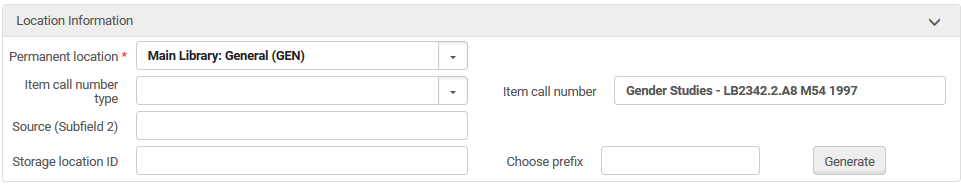 Location Information
Permanent location * Main Library: General (GEN)
Item call number type Item call number Gender Studies - LB2342.2.A8 M54 1997
Source (Subfield 2)
Storage location ID Choose prefix Generate